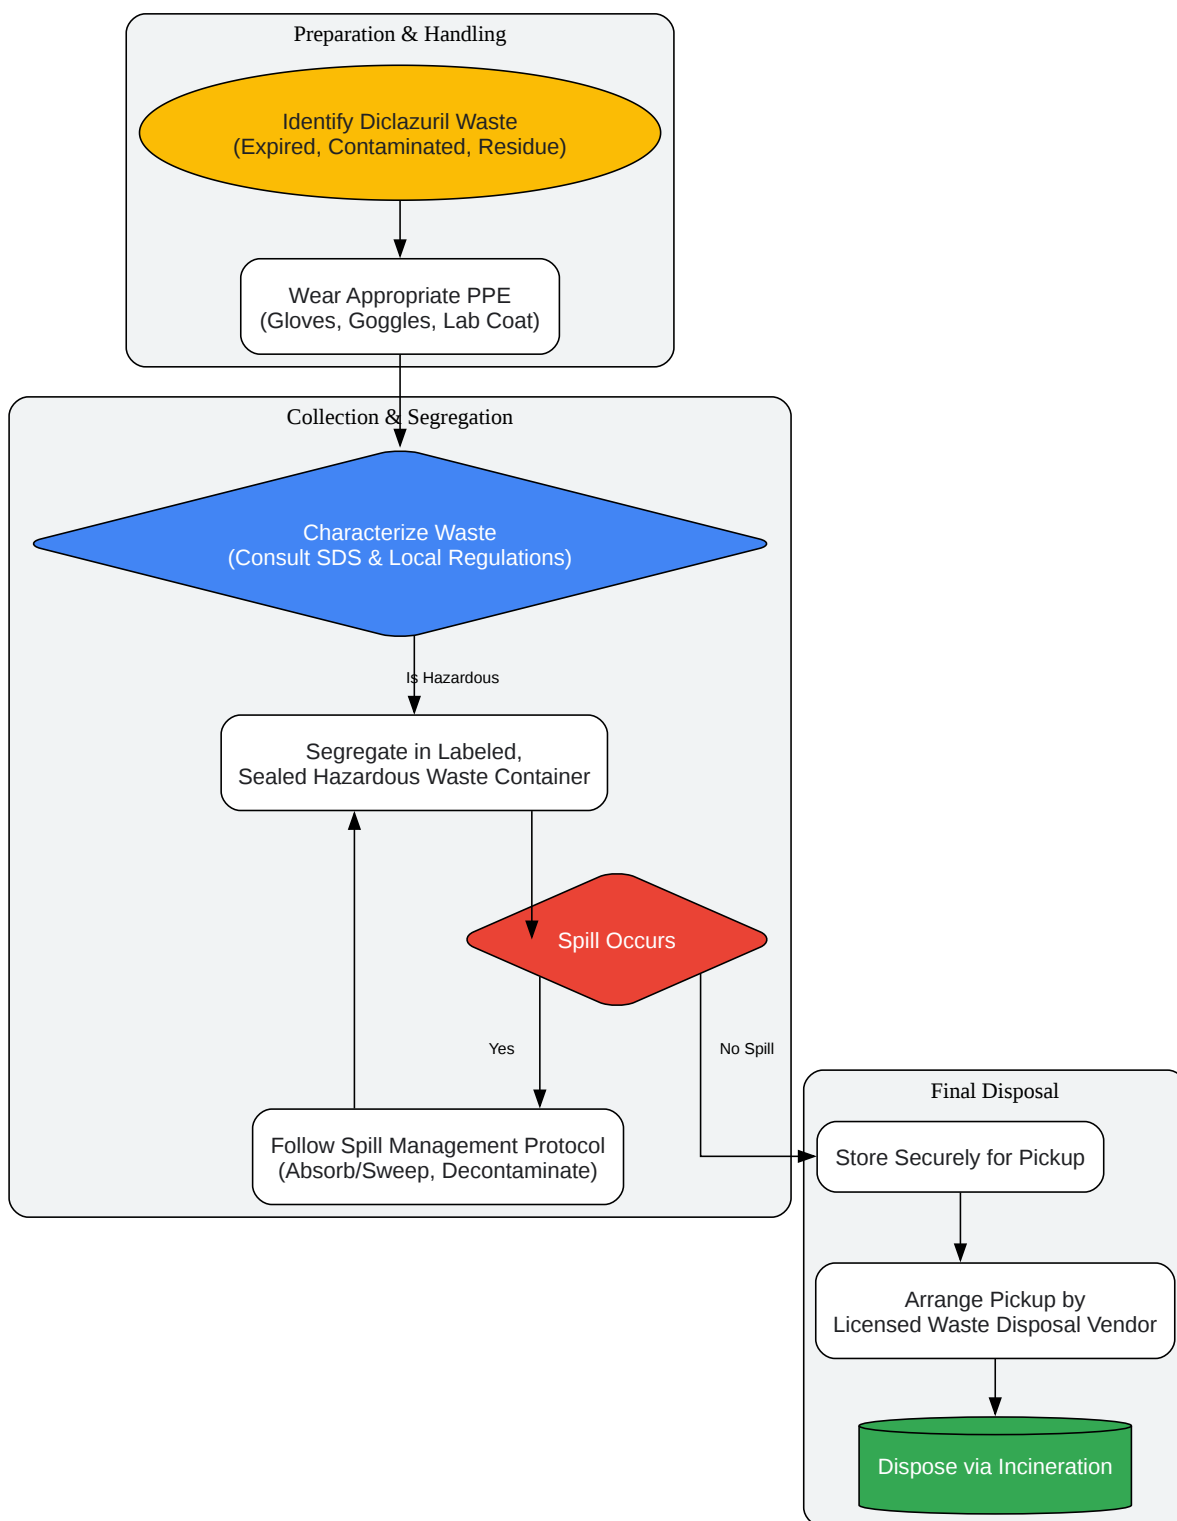 Preparation & Handling
Identify Diclazuril Waste
(Expired, Contaminated, Residue)
Wear Appropriate PPE
(Gloves, Goggles, Lab Coat)
Collection & Segregation
Characterize Waste
(Consult SDS & Local Regulations)
Is Hazardous
Segregate in Labeled,
Sealed Hazardous Waste Container
Spill Occurs
Yes
No Spill
Follow Spill Management Protocol
(Absorb/Sweep, Decontaminate)
Final Disposal
Store Securely for Pickup
Arrange Pickup by
Licensed Waste Disposal Vendor
Dispose via Incineration